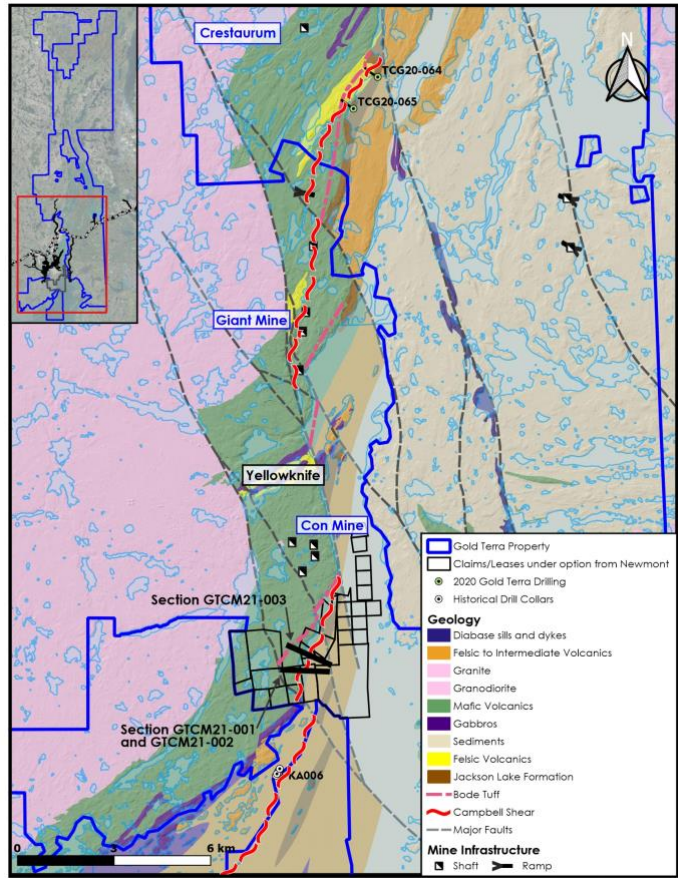 Crestaurum
N
TCG20-064
TCG20-065
Giant Mine
Yellowknife
Con Mine
Section GTCM21-003
Section GTCM21-001
and GTCM21-002
KA006
0 3 6 km
Gold Terra Property
Claims/Leases under option from Newmont
2020 Gold Terra Drilling
Historical Drill Collars
Geology
Diabase sills and dykes
Felsic to Intermediate Volcanics
Granite
Granodiorite
Mafic Volcanics
Gabbros
Sediments
Felsic Volcanics
Jackson Lake Formation
Bode Tuff
Campbell Shear
Major Faults
Mine Infrastructure
Shaft Ramp